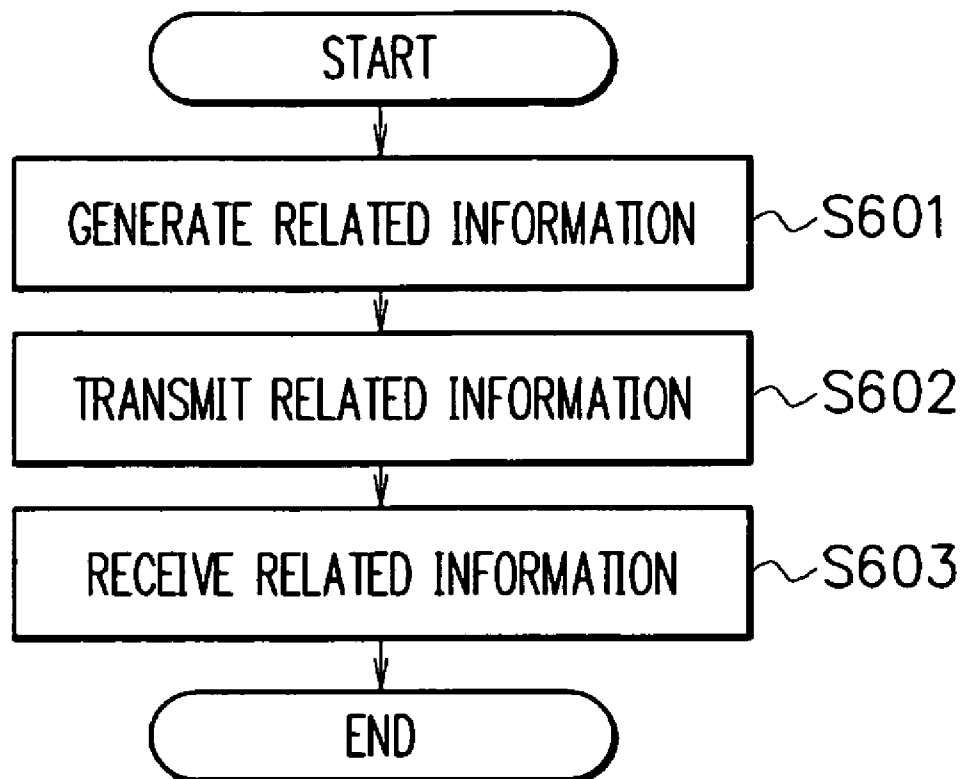 START
GENERATE RELATED INFORMATION S601
TRANSMIT RELATED INFORMATION S602
RECEIVE RELATED INFORMATION S603
END